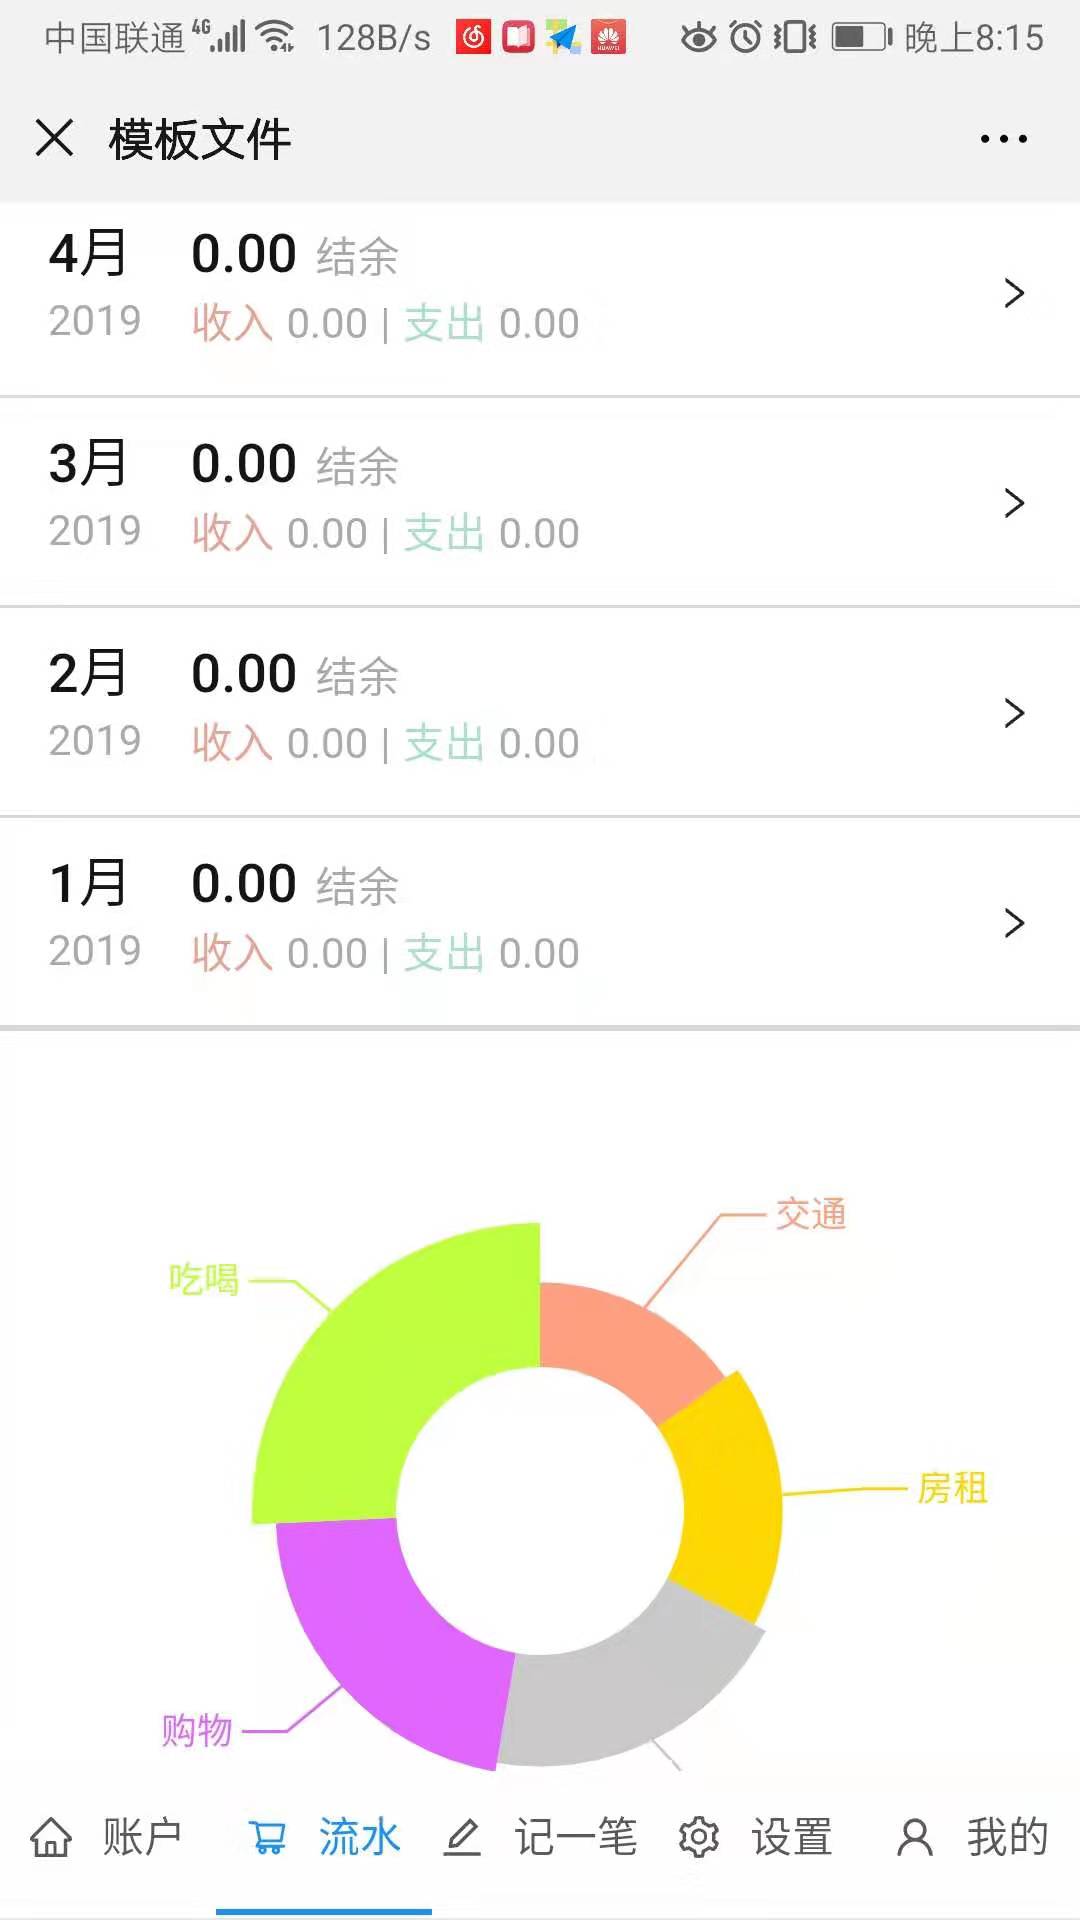 中国联通 4G 128B/s HUAWEI 晚上8:15
模板文件
4月 0.00 结余
2019 收入 0.00 | 支出 0.00
3月 0.00 结余
2019 收入 0.00 | 支出 0.00
2月 0.00 结余
2019 收入 0.00 | 支出 0.00
1月 0.00 结余
2019 收入 0.00 | 支出 0.00
交通
吃喝
房租
购物
账户 流水 记一笔 设置 我的